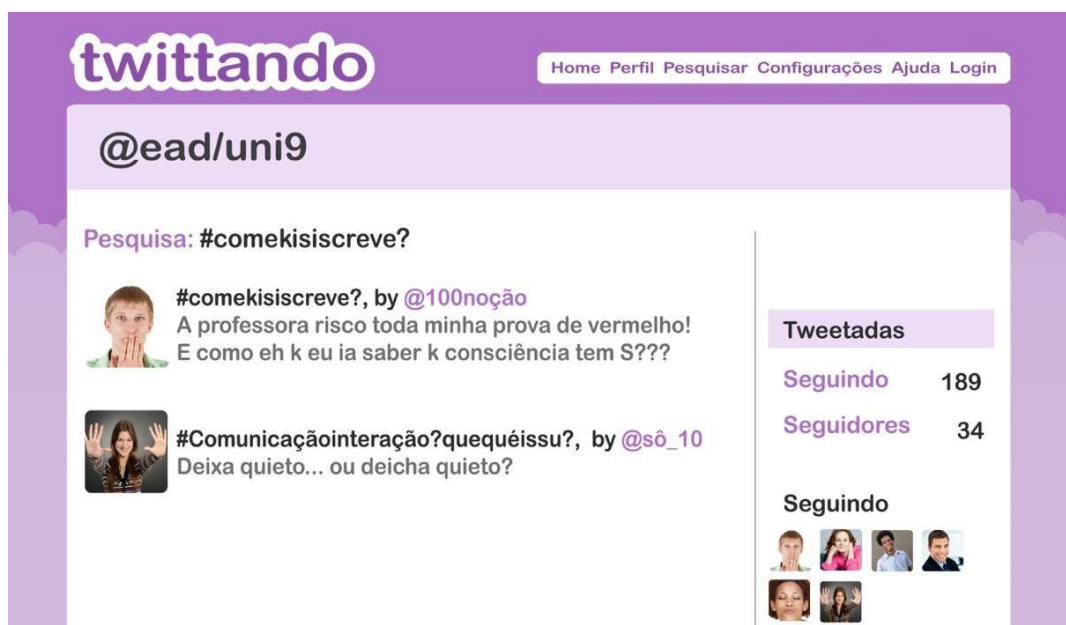 twittando
Home Perfil Pesquisar Configurações Ajuda Login
@ead/uni9
Pesquisa: #comekisiscreve?
#comekisiscreve?, by @100noção
A professora risco toda minha prova de vermelho!
E como eh k eu ia saber k consciência tem S???
#Comunicaçãointeração?quequéissu?, by @sô_10
Deixa quieto... ou deicha quieto?
Tweetadas
Seguindo 189
Seguidores 34
Seguindo